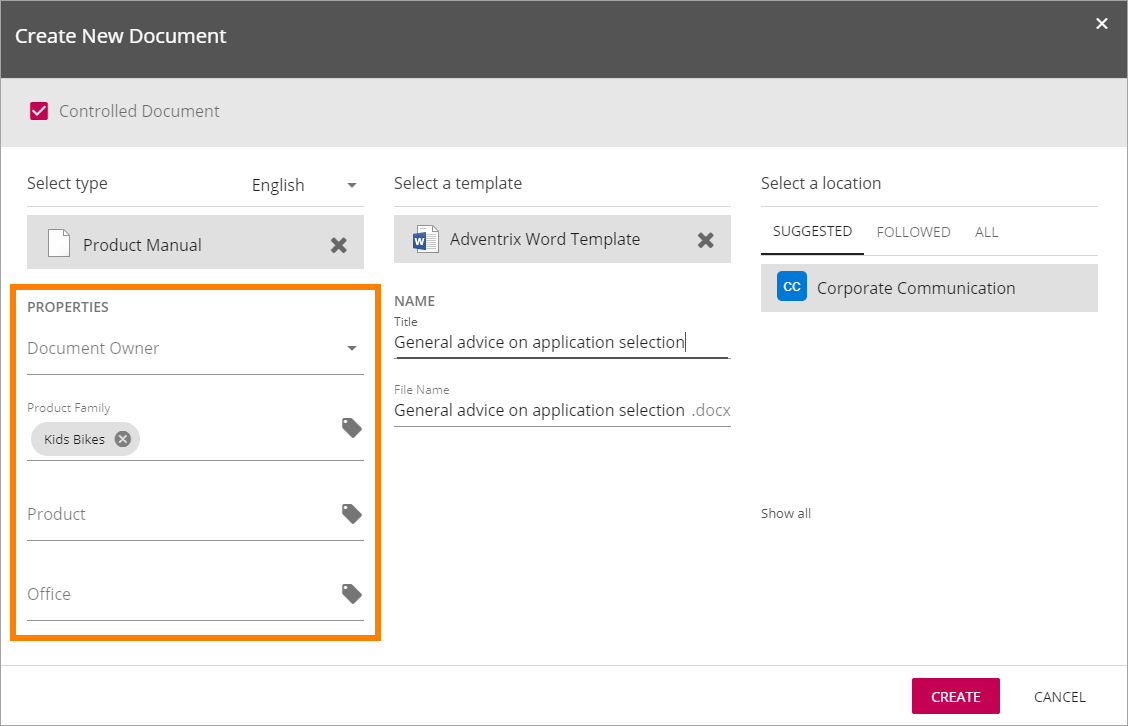 Create New Document
Controlled Document
Select type
English
Product Manual
PROPERTIES
Document Owner
Product Family
Kids Bikes
Product
Office
Select a template
W
Adventrix Word Template
NAME
Title
General advice on application selection
File Name
General advice on application selection .docx
Select a location
SUGGESTED FOLLOWED ALL
CC Corporate Communication
Show all
CREATE CANCEL